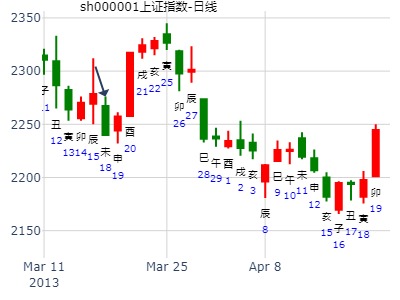 sh000001上证指数-日线
2350
2300
2250
2200
2150
子 丑 寅 卯 辰 未 申 酉 戌 亥 寅 卯 寅 巳 午 酉 戌 亥 辰 巳 午 未 申 亥 子 丑 寅 卯
11 12 13 14 15 18 19 20 21 22 25 26 27 28 29 1 2 3 8 9 10 11 12 15 16 17 18 19
Mar 11
2013
Mar 25
Apr 8